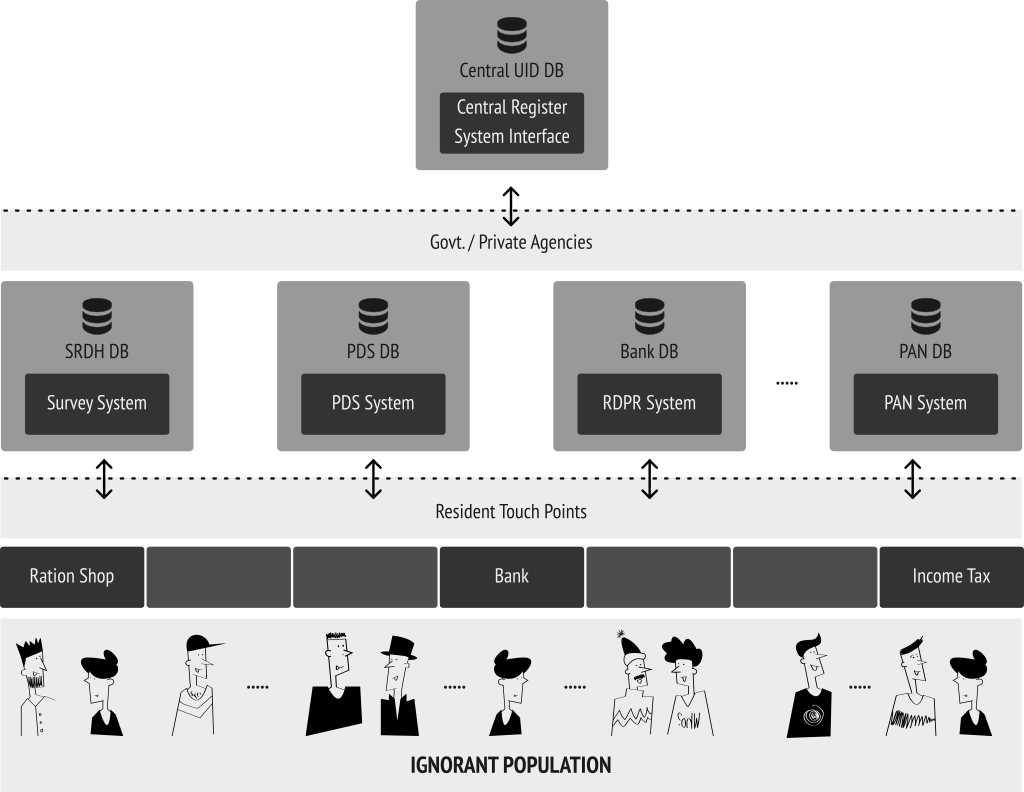 Central UID DB
Central Register
System Interface
Govt. / Private Agencies
SRDH DB
PDS DB
Bank DB
PAN DB
Survey System
PDS System
RDPR System
.....
PAN System
Resident Touch Points
Ration Shop
Bank
Income Tax
.....
.....
.....
.....
IGNORANT POPULATION